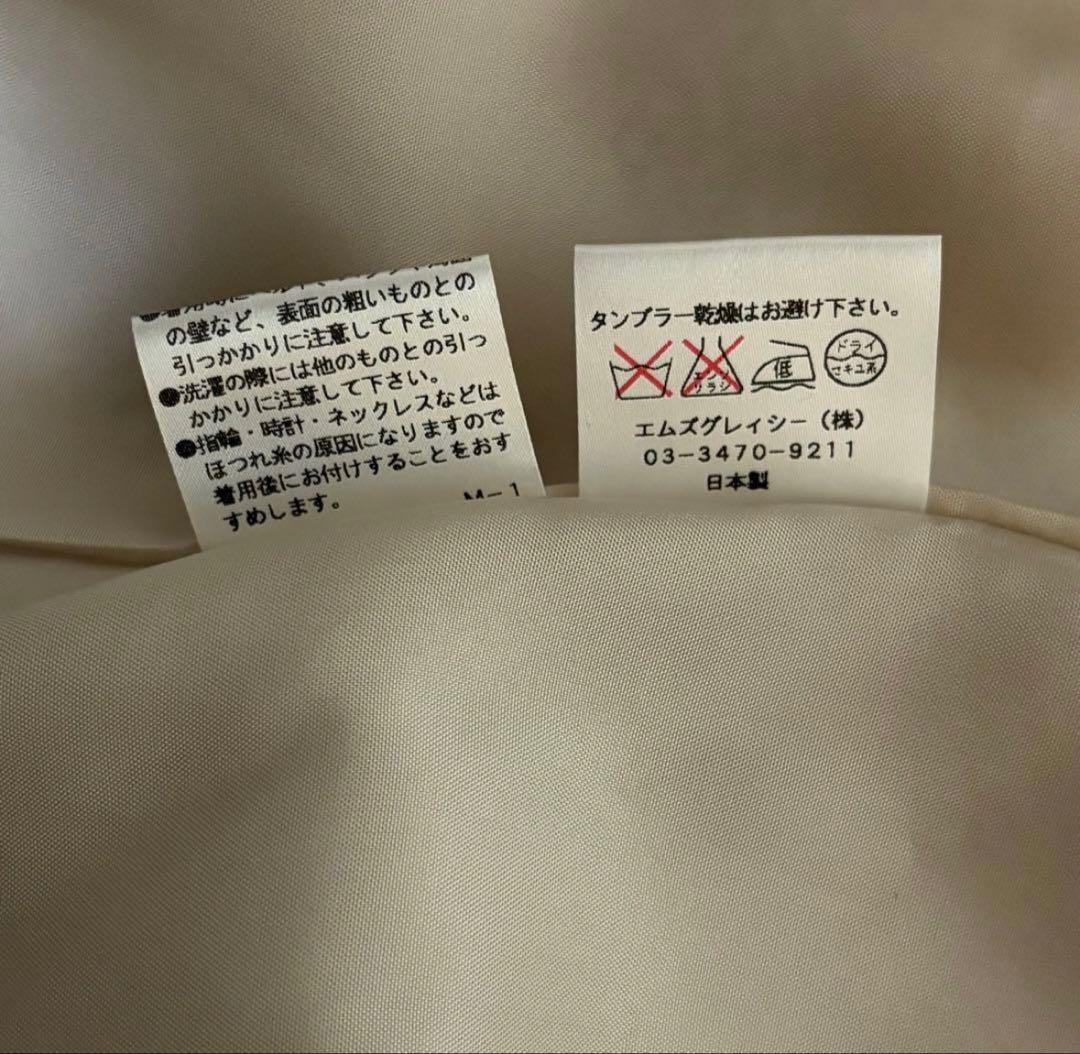 の壁など、表面の粗いものとの
引っかかりに注意して下さい。
●洗濯の際には他のものとの引っ
かかりに注意して下さい。
●指輪・時計・ネックレスなどは
ほつれ糸の原因になりますので
着用後にお付けすることをおす
すめします。
M-1
タンブラー乾燥はお避け下さい。
エンソ
サラシ
低
ドライ
セキユ系
エムズグレイシー（株）
03-3470-9211
日本製